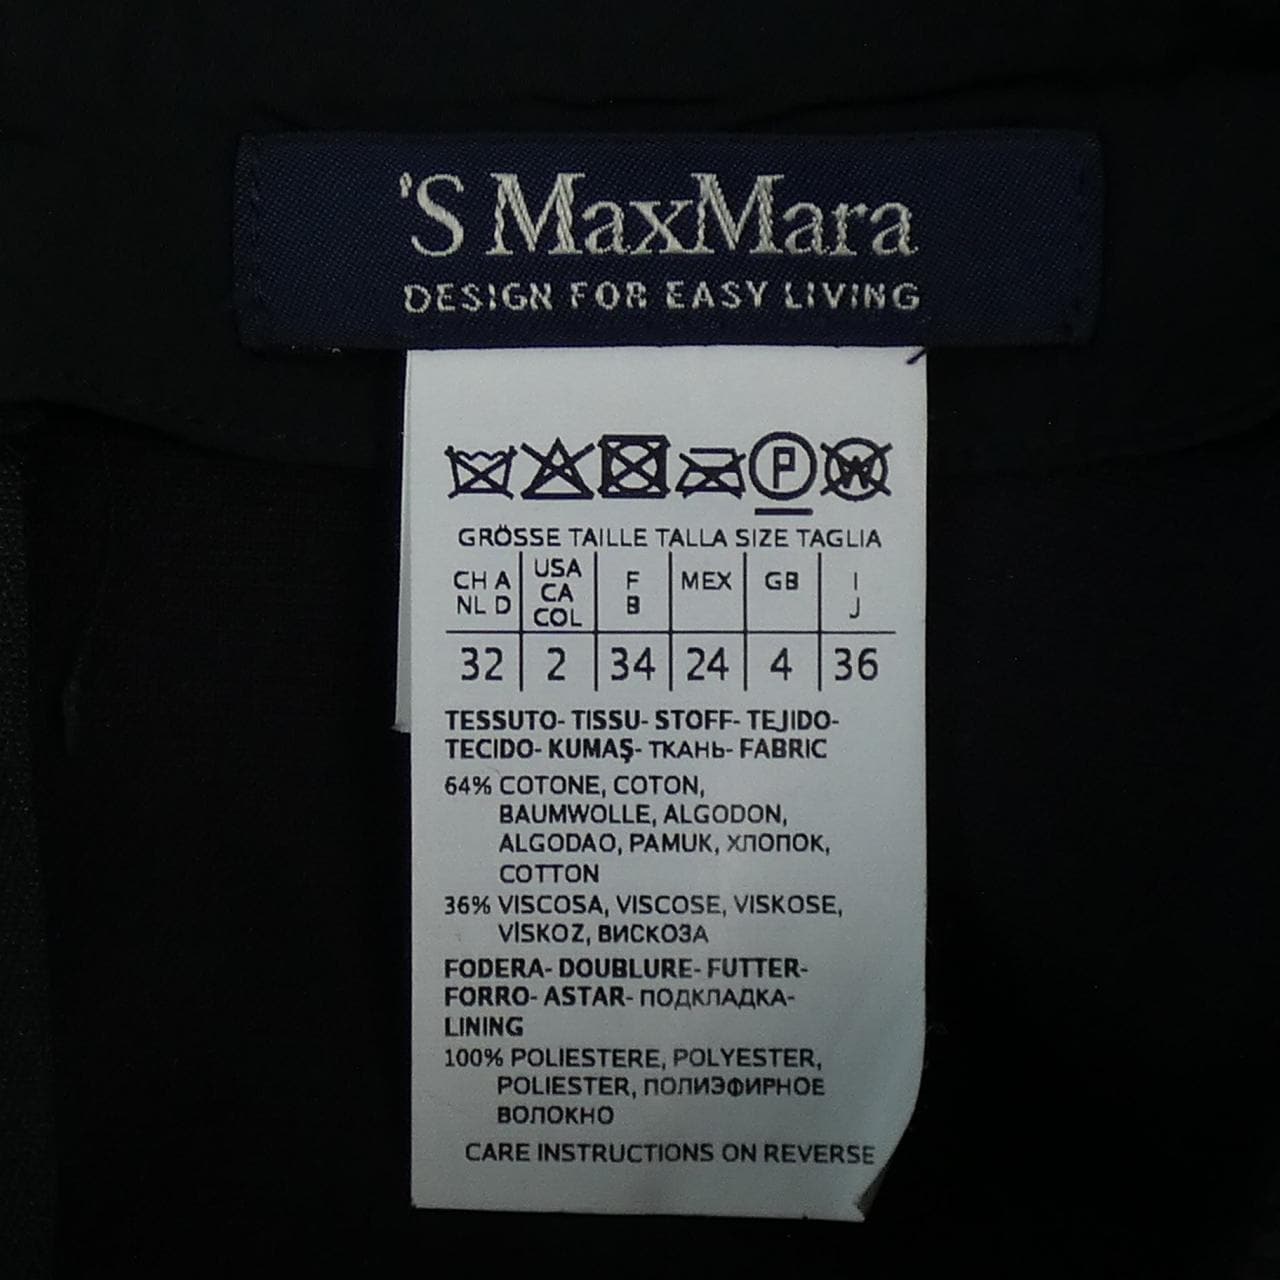 'S MaxMara
DESIGN FOR EASY LIVING
P W
GRÖSSE TAILLE TALLA SIZE TAGLIA
CH A NL D USA CA COL F B MEX GB I J
32 2 34 24 4 36
TESSUTO- TISSU- STOFF- TEJIDO-
TECIDO- KUMAŞ- ТКАНЬ- FABRIC
64% COTONE, COTON,
BAUMWOLLE, ALGODON,
ALGODAO, PAMUK, ХЛОПОК,
COTTON
36% VISCOSA, VISCOSE, VISKOSE,
VİSKOZ, ВИСКОЗА
FODERA- DOUBLURE- FUTTER-
FORRO- ASTAR- ПОДКЛАДКА-
LINING
100% POLIESTERE, POLYESTER,
POLIESTER, ПОЛИЭФИРНОЕ
ВОЛОКНО
CARE INSTRUCTIONS ON REVERSE